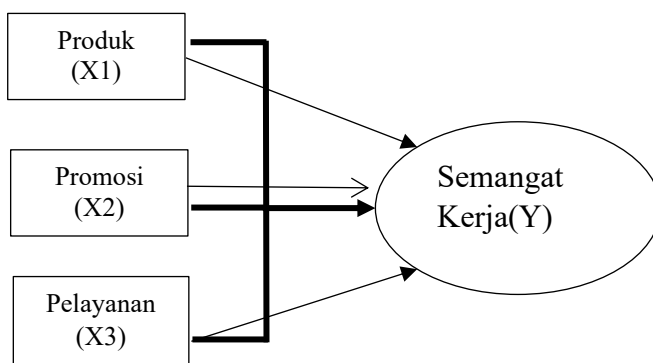 Produk
(X1)
Promosi
(X2)
Semangat
Kerja(Y)
Pelayanan
(X3)